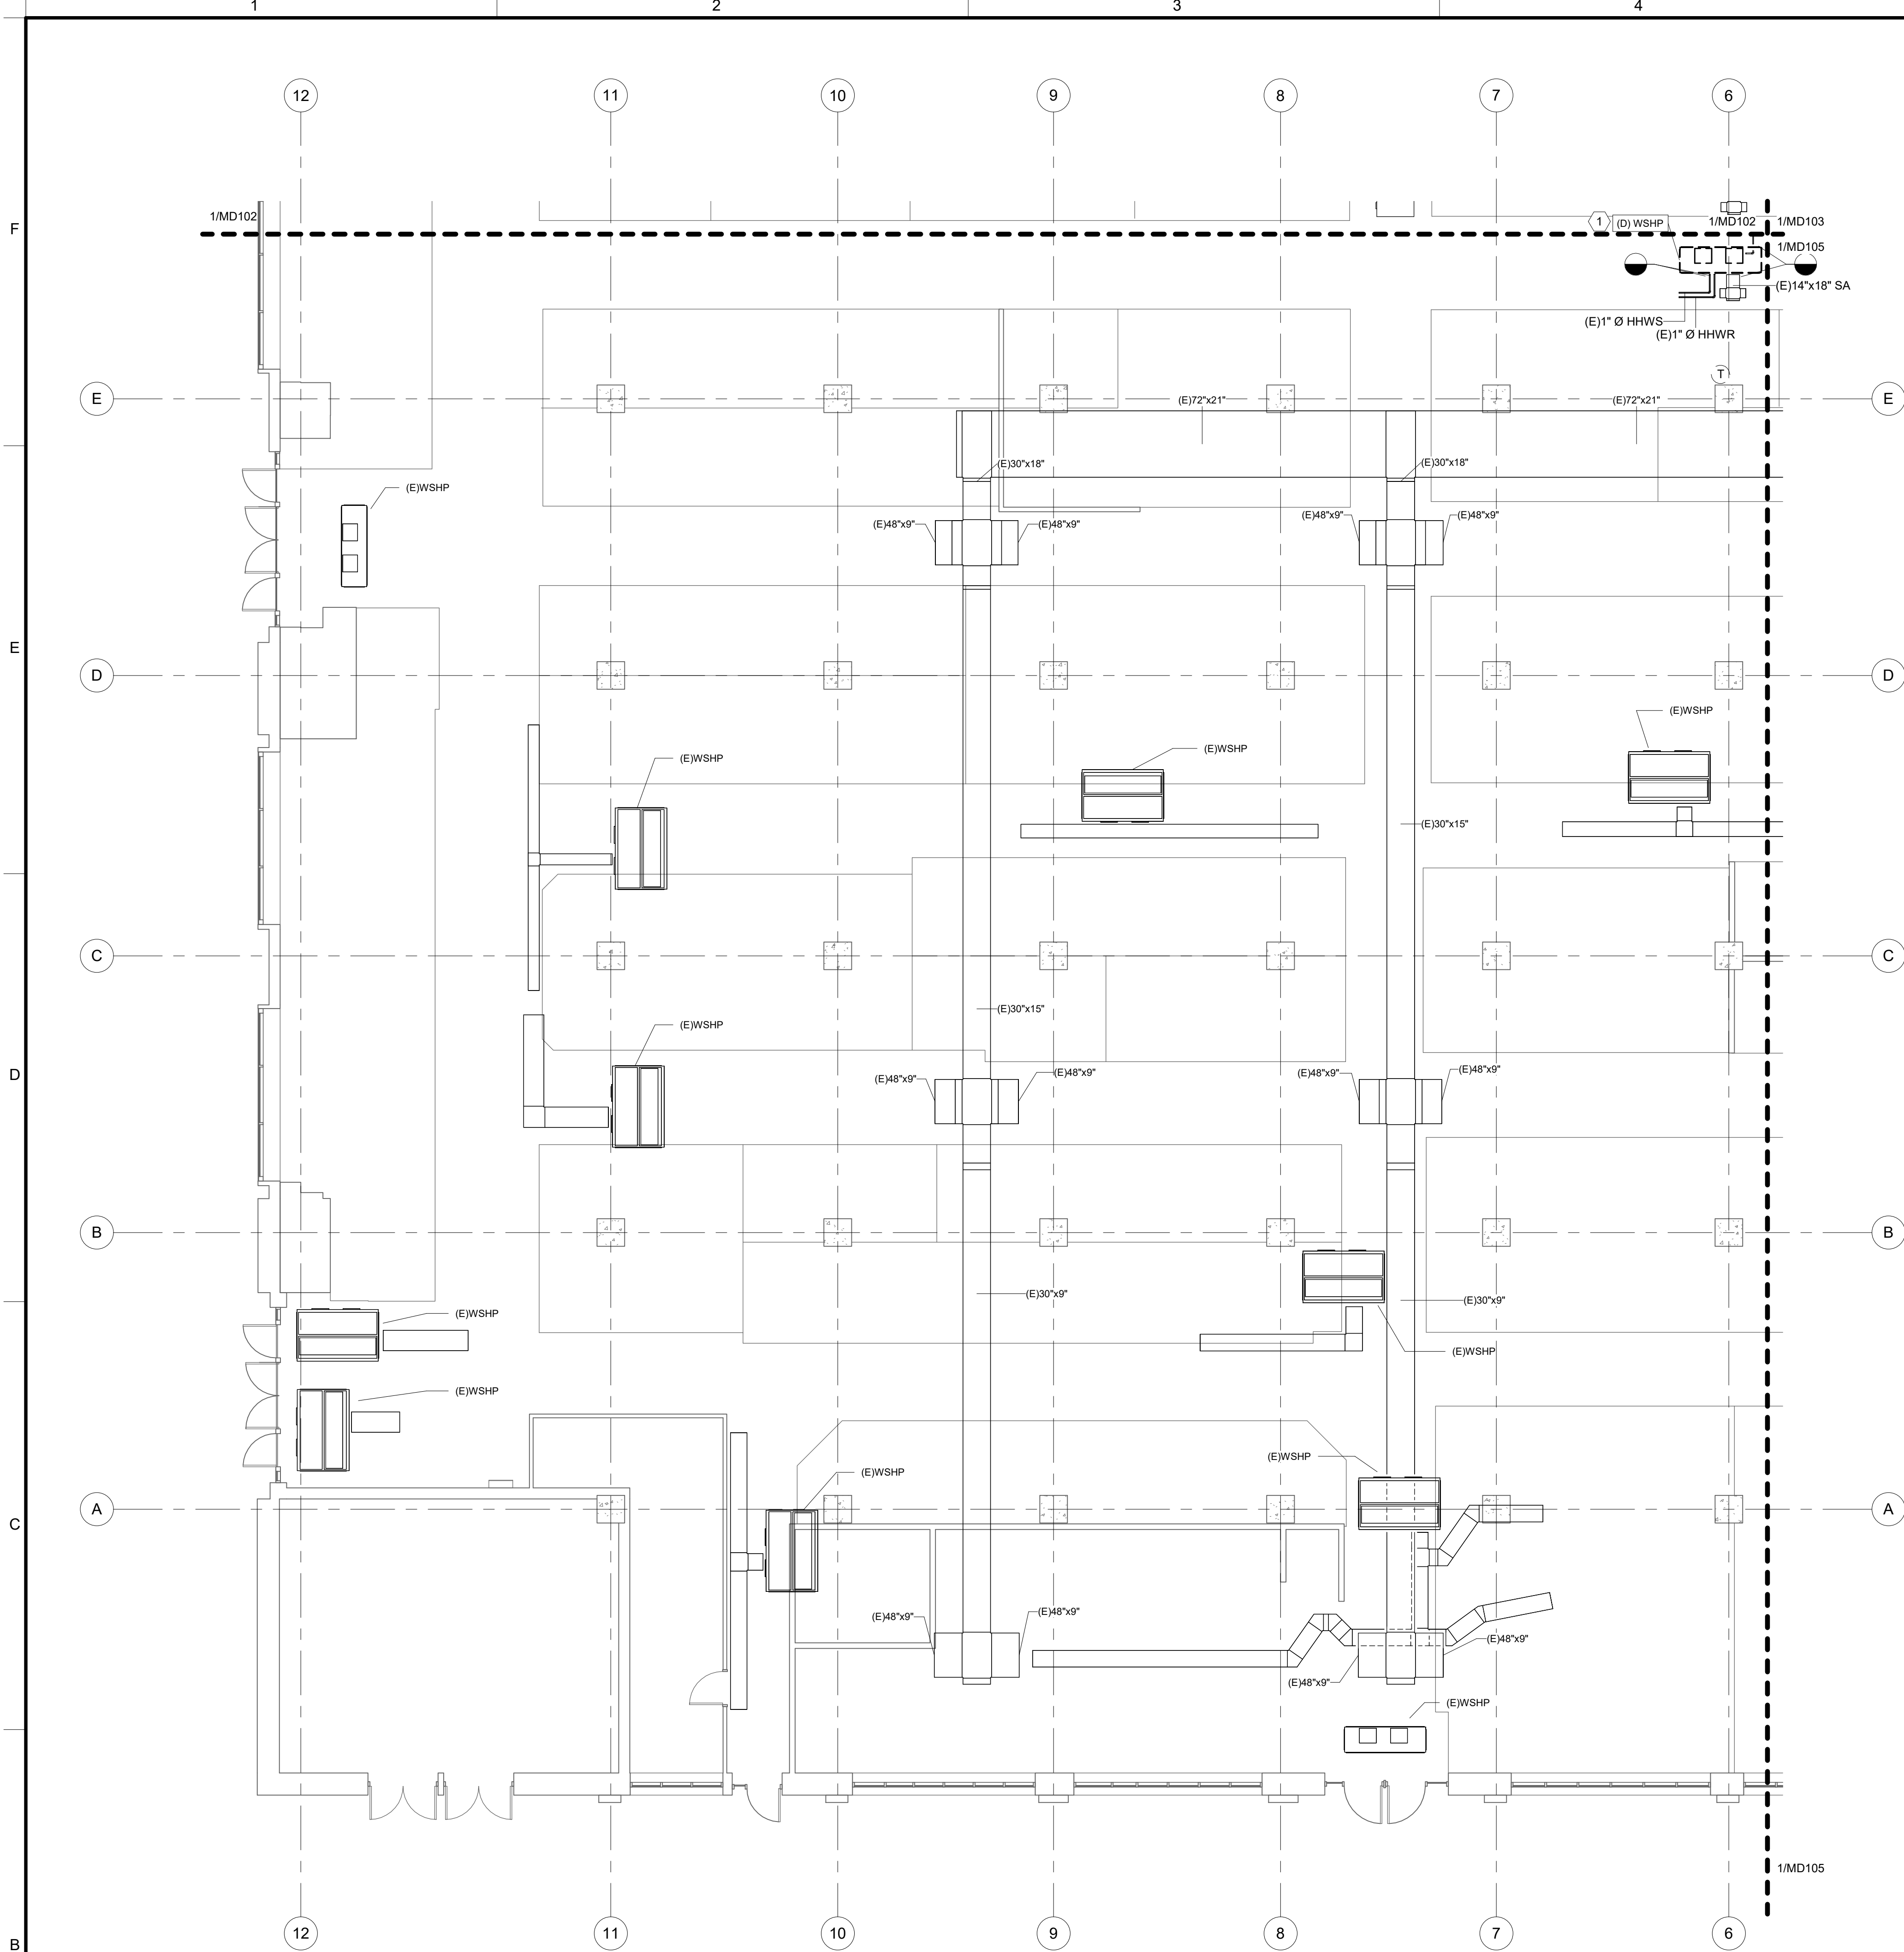 1 2 3 4
12 11 10 9 8 7 6
F
1/MD102
1 (D) WSHP 1/MD102 1/MD103
1/MD105
(E)14"x18" SA
(E)1" Ø HHWS
(E)1" Ø HHWR
T
E (E)72"x21" (E)72"x21" E
(E)30"x18" (E)30"x18"
(E)WSHP
(E)48"x9" (E)48"x9" (E)48"x9" (E)48"x9"
E
D D
(E)WSHP
(E)WSHP (E)WSHP
(E)30"x15"
C C
(E)30"x15"
(E)WSHP
D
(E)48"x9" (E)48"x9" (E)48"x9" (E)48"x9"
B B
(E)30"x9" (E)30"x9"
(E)WSHP
(E)WSHP
(E)WSHP
(E)WSHP
(E)WSHP
A A
C
(E)48"x9" (E)48"x9"
(E)48"x9"
(E)48"x9"
(E)WSHP
1/MD105
12 11 10 9 8 7 6
B